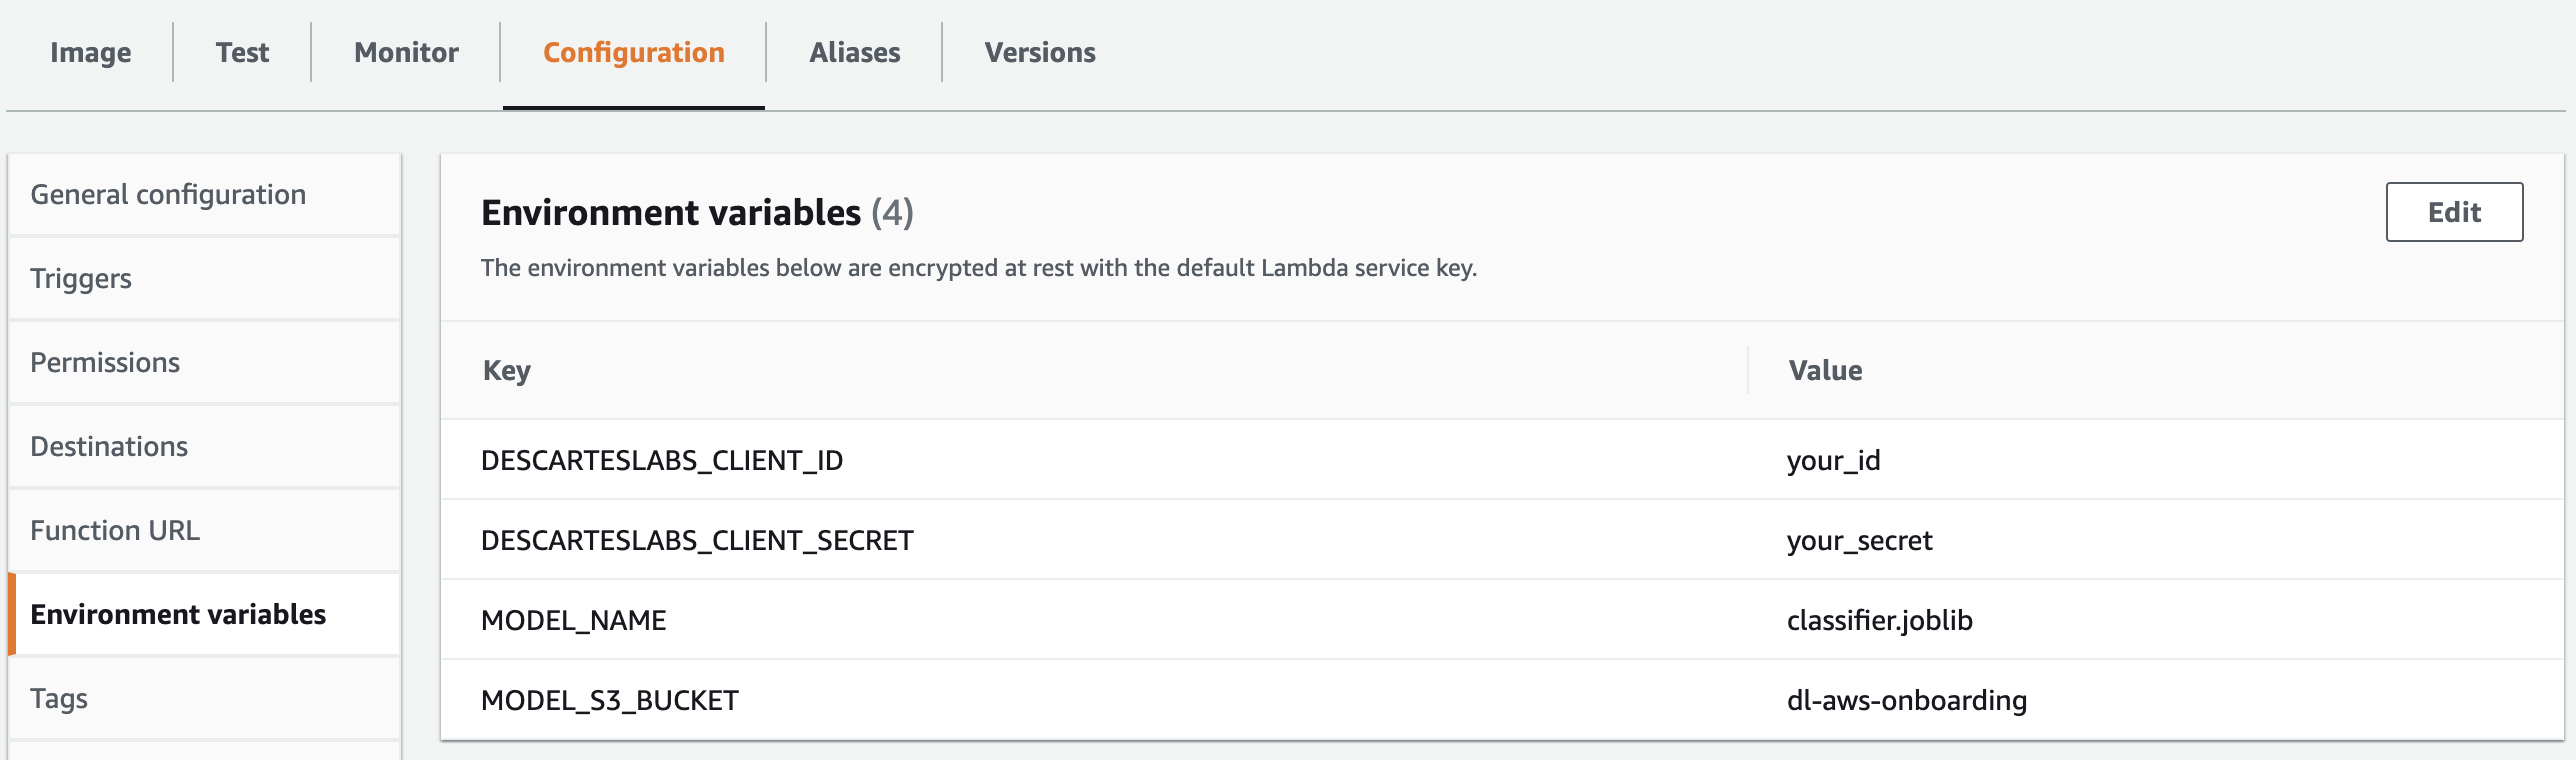 Image Test Monitor Configuration Aliases Versions
General configuration
Triggers
Permissions
Destinations
Function URL
Environment variables
Tags
Environment variables (4)
Edit
The environment variables below are encrypted at rest with the default Lambda service key.
Key Value
DESCARTESLABS_CLIENT_ID your_id
DESCARTESLABS_CLIENT_SECRET your_secret
MODEL_NAME classifier.joblib
MODEL_S3_BUCKET dl-aws-onboarding